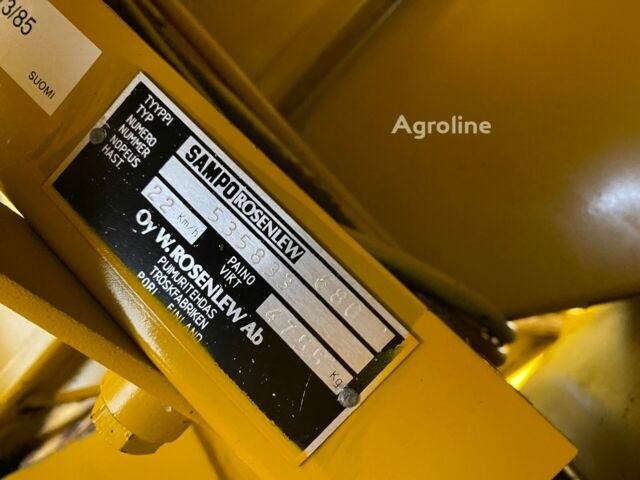 3/85
SUOMI
Agroline
TYYPPI
TYP
SAMPO ROSENLEW 680
NUMERO
NUMMER
535833
NOPEUS
HAST.
22 Km/h
PAINO
VIKT
Kg
Oy W. ROSENLEW Ab
PUIMURITEHDAS
TRÖSKFABRIKEN
PORI FINLAND